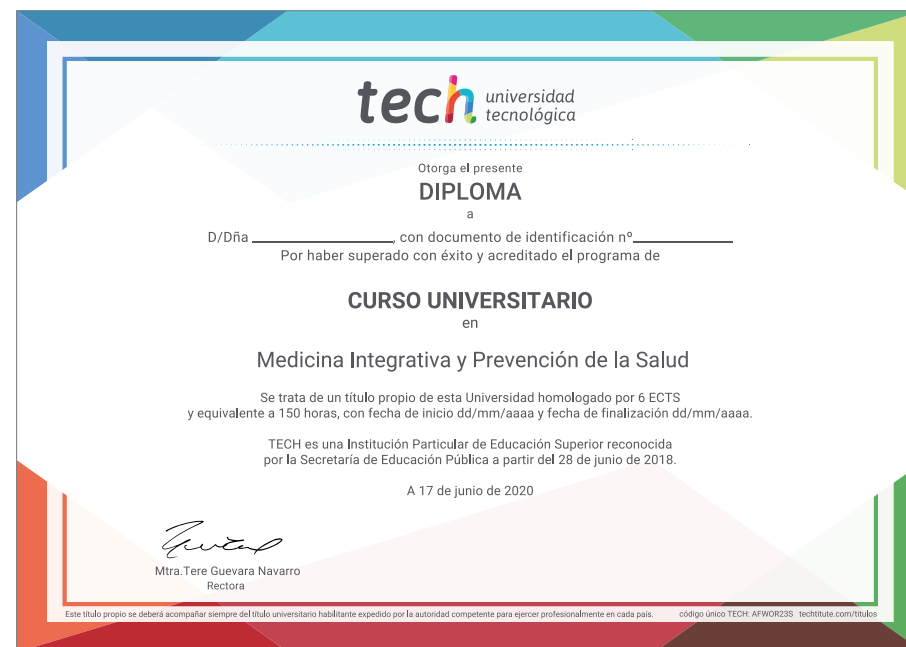 tech universidad
tecnológica
Otorga el presente
DIPLOMA
a
D/Dña ____________________, con documento de identificación nº______________
Por haber superado con éxito y acreditado el programa de
CURSO UNIVERSITARIO
en
Medicina Integrativa y Prevención de la Salud
Se trata de un título propio de esta Universidad homologado por 6 ECTS
y equivalente a 150 horas, con fecha de inicio dd/mm/aaaa y fecha de finalización dd/mm/aaaa.
TECH es una Institución Particular de Educación Superior reconocida
por la Secretaría de Educación Pública a partir del 28 de junio de 2018.
A 17 de junio de 2020
Mtra.Tere Guevara Navarro
Rectora
Este título propio se deberá acompañar siempre del título universitario habilitante expedido por la autoridad competente para ejercer profesionalmente en cada país. código único TECH: AFWOR23S techtitute.com/titulos